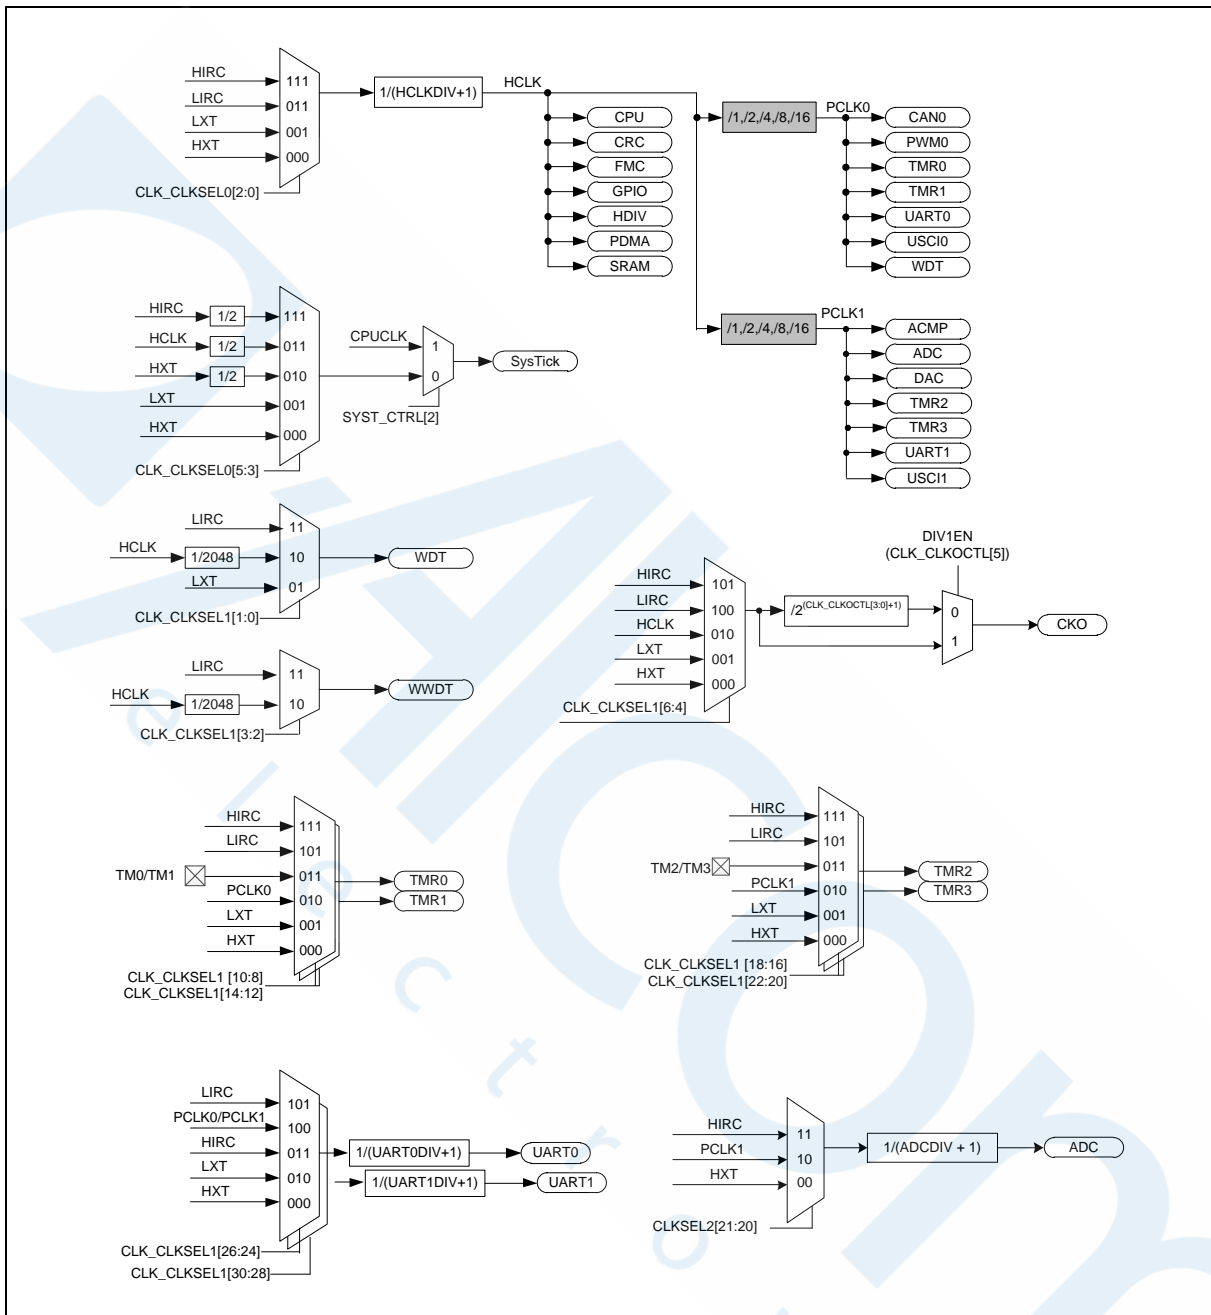 HIRC
LIRC
LXT
HXT
111
011
001
000
CLK_CLKSEL0[2:0]
1/(HCLKDIV+1)
HCLK
CPU
CRC
FMC
GPIO
HDIV
PDMA
SRAM
/1,/2,/4,/8,/16
PCLK0
CAN0
PWM0
TMR0
TMR1
UART0
USCI0
WDT
HIRC
HCLK
HXT
LXT
HXT
1/2
1/2
1/2
111
011
010
001
000
CLK_CLKSEL0[5:3]
CPUCLK
1
0
SYST_CTRL[2]
SysTick
/1,/2,/4,/8,/16
PCLK1
ACMP
ADC
DAC
TMR2
TMR3
UART1
USCI1
LIRC
HCLK
1/2048
LXT
11
10
01
CLK_CLKSEL1[1:0]
WDT
LIRC
HCLK
1/2048
11
10
CLK_CLKSEL1[3:2]
WWDT
HIRC
LIRC
HCLK
LXT
HXT
101
100
010
001
000
CLK_CLKSEL1[6:4]
/2(CLK_CLKOCTL[3:0]+1)
DIV1EN
(CLK_CLKOCTL[5])
0
1
CKO
HIRC
LIRC
TM0/TM1
PCLK0
LXT
HXT
111
101
011
010
001
000
TMR0
TMR1
CLK_CLKSEL1 [10:8]
CLK_CLKSEL1[14:12]
HIRC
LIRC
TM2/TM3
PCLK1
LXT
HXT
111
101
011
010
001
000
TMR2
TMR3
CLK_CLKSEL1 [18:16]
CLK_CLKSEL1[22:20]
LIRC
PCLK0/PCLK1
HIRC
LXT
HXT
101
100
011
010
000
1/(UART0DIV+1)
UART0
1/(UART1DIV+1)
UART1
CLK_CLKSEL1[26:24]
CLK_CLKSEL1[30:28]
HIRC
PCLK1
HXT
11
10
00
CLKSEL2[21:20]
1/(ADCDIV + 1)
ADC